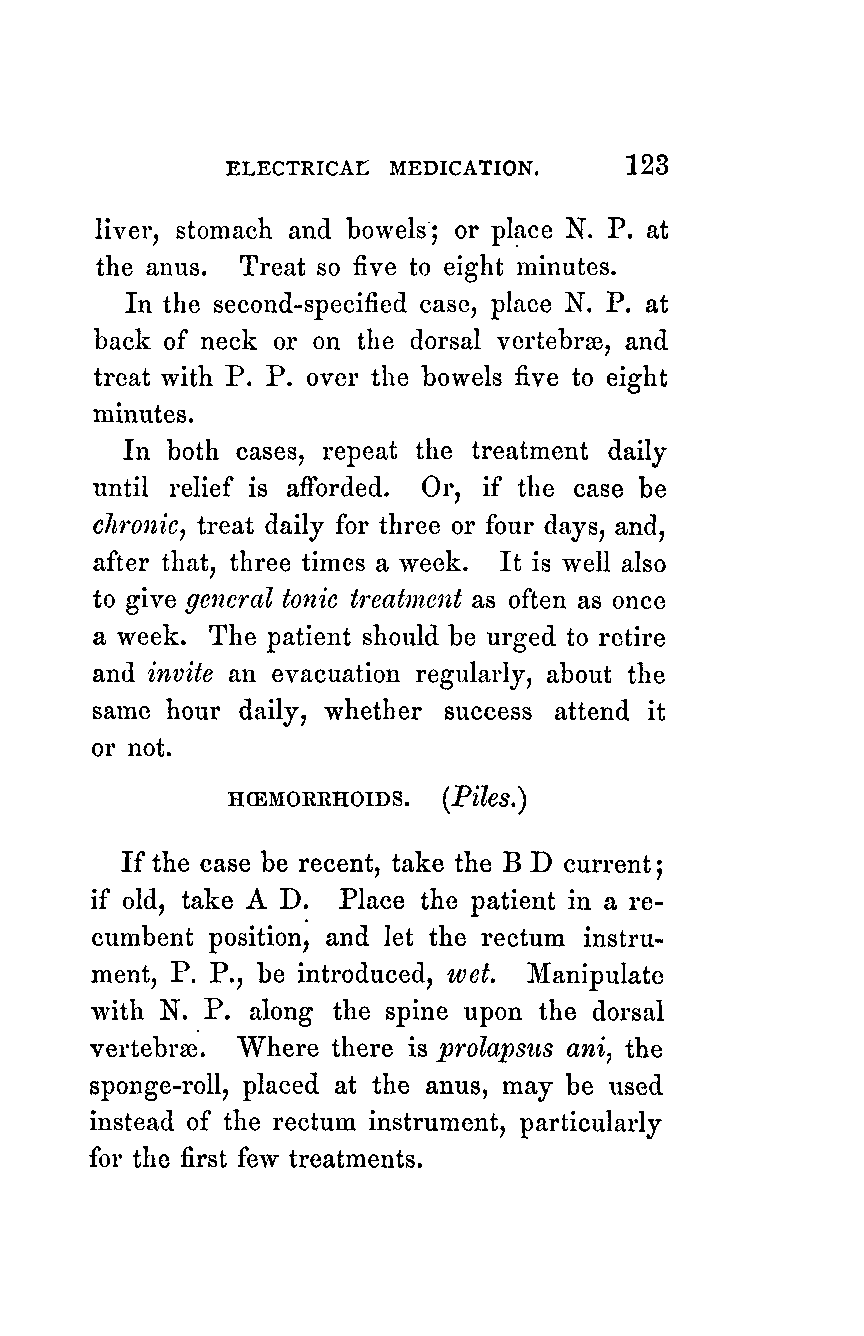 ELECTRICAL MEDICATION. 123
liver, stomach and bowels; or place N. P. at
the anus. Treat so five to eight minutes.
In the second-specified case, place N. P. at
back of neck or on the dorsal vertebræ, and
treat with P. P. over the bowels five to eight
minutes.
In both cases, repeat the treatment daily
until relief is afforded. Or, if the case be
chronic, treat daily for three or four days, and,
after that, three times a week. It is well also
to give general tonic treatment as often as once
a week. The patient should be urged to retire
and invite an evacuation regularly, about the
same hour daily, whether success attend it
or not.
HŒMORRHOIDS. (Piles.)
If the case be recent, take the B D current;
if old, take A D. Place the patient in a re-
cumbent position, and let the rectum instru-
ment, P. P., be introduced, wet. Manipulate
with N. P. along the spine upon the dorsal
vertebræ. Where there is prolapsus ani, the
sponge-roll, placed at the anus, may be used
instead of the rectum instrument, particularly
for the first few treatments.